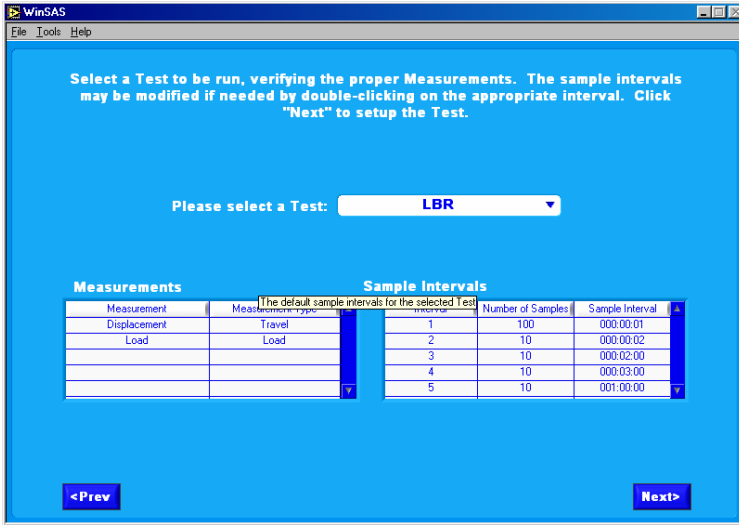 WinSAS
File Tools Help
Select a Test to be run, verifying the proper Measurements. The sample intervals
may be modified if needed by double-clicking on the appropriate interval. Click
"Next" to setup the Test.
Please select a Test: LBR
Measurements Sample Intervals
The default sample intervals for the selected Test
Measurement Measurement Type Interval Number of Samples Sample Interval
Displacement Travel 1 100 000:00:01
Load Load 2 10 000:00:02
3 10 000:02:00
4 10 000:03:00
5 10 001:00:00
<Prev Next>